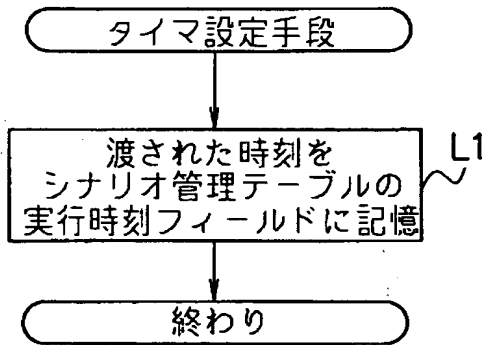 タイマ設定手段
渡された時刻を
シナリオ管理テーブルの
実行時刻フィールドに記憶
L1
終わり